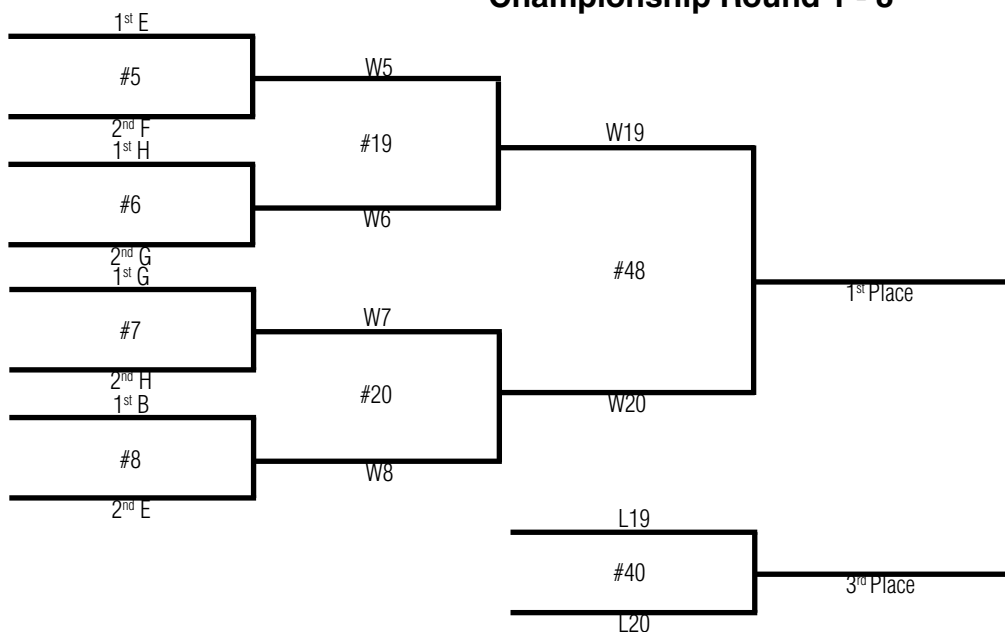 Championship Round 1 - 8
1st E
#5
2nd F
W5
#19
W19
1st H
#6
2nd G
W6
#48
1st Place
1st G
#7
2nd H
W7
#20
W20
1st B
#8
2nd E
W8
L19
#40
L20
3rd Place